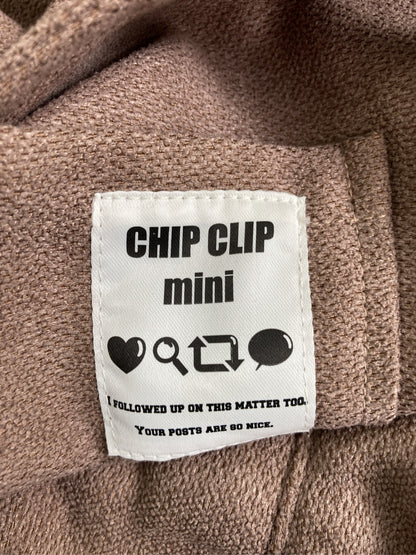 CHIP CLIP
mini
I FOLLOWED UP ON THIS MATTER TOO.
YOUR POSTS ARE SO NICE.